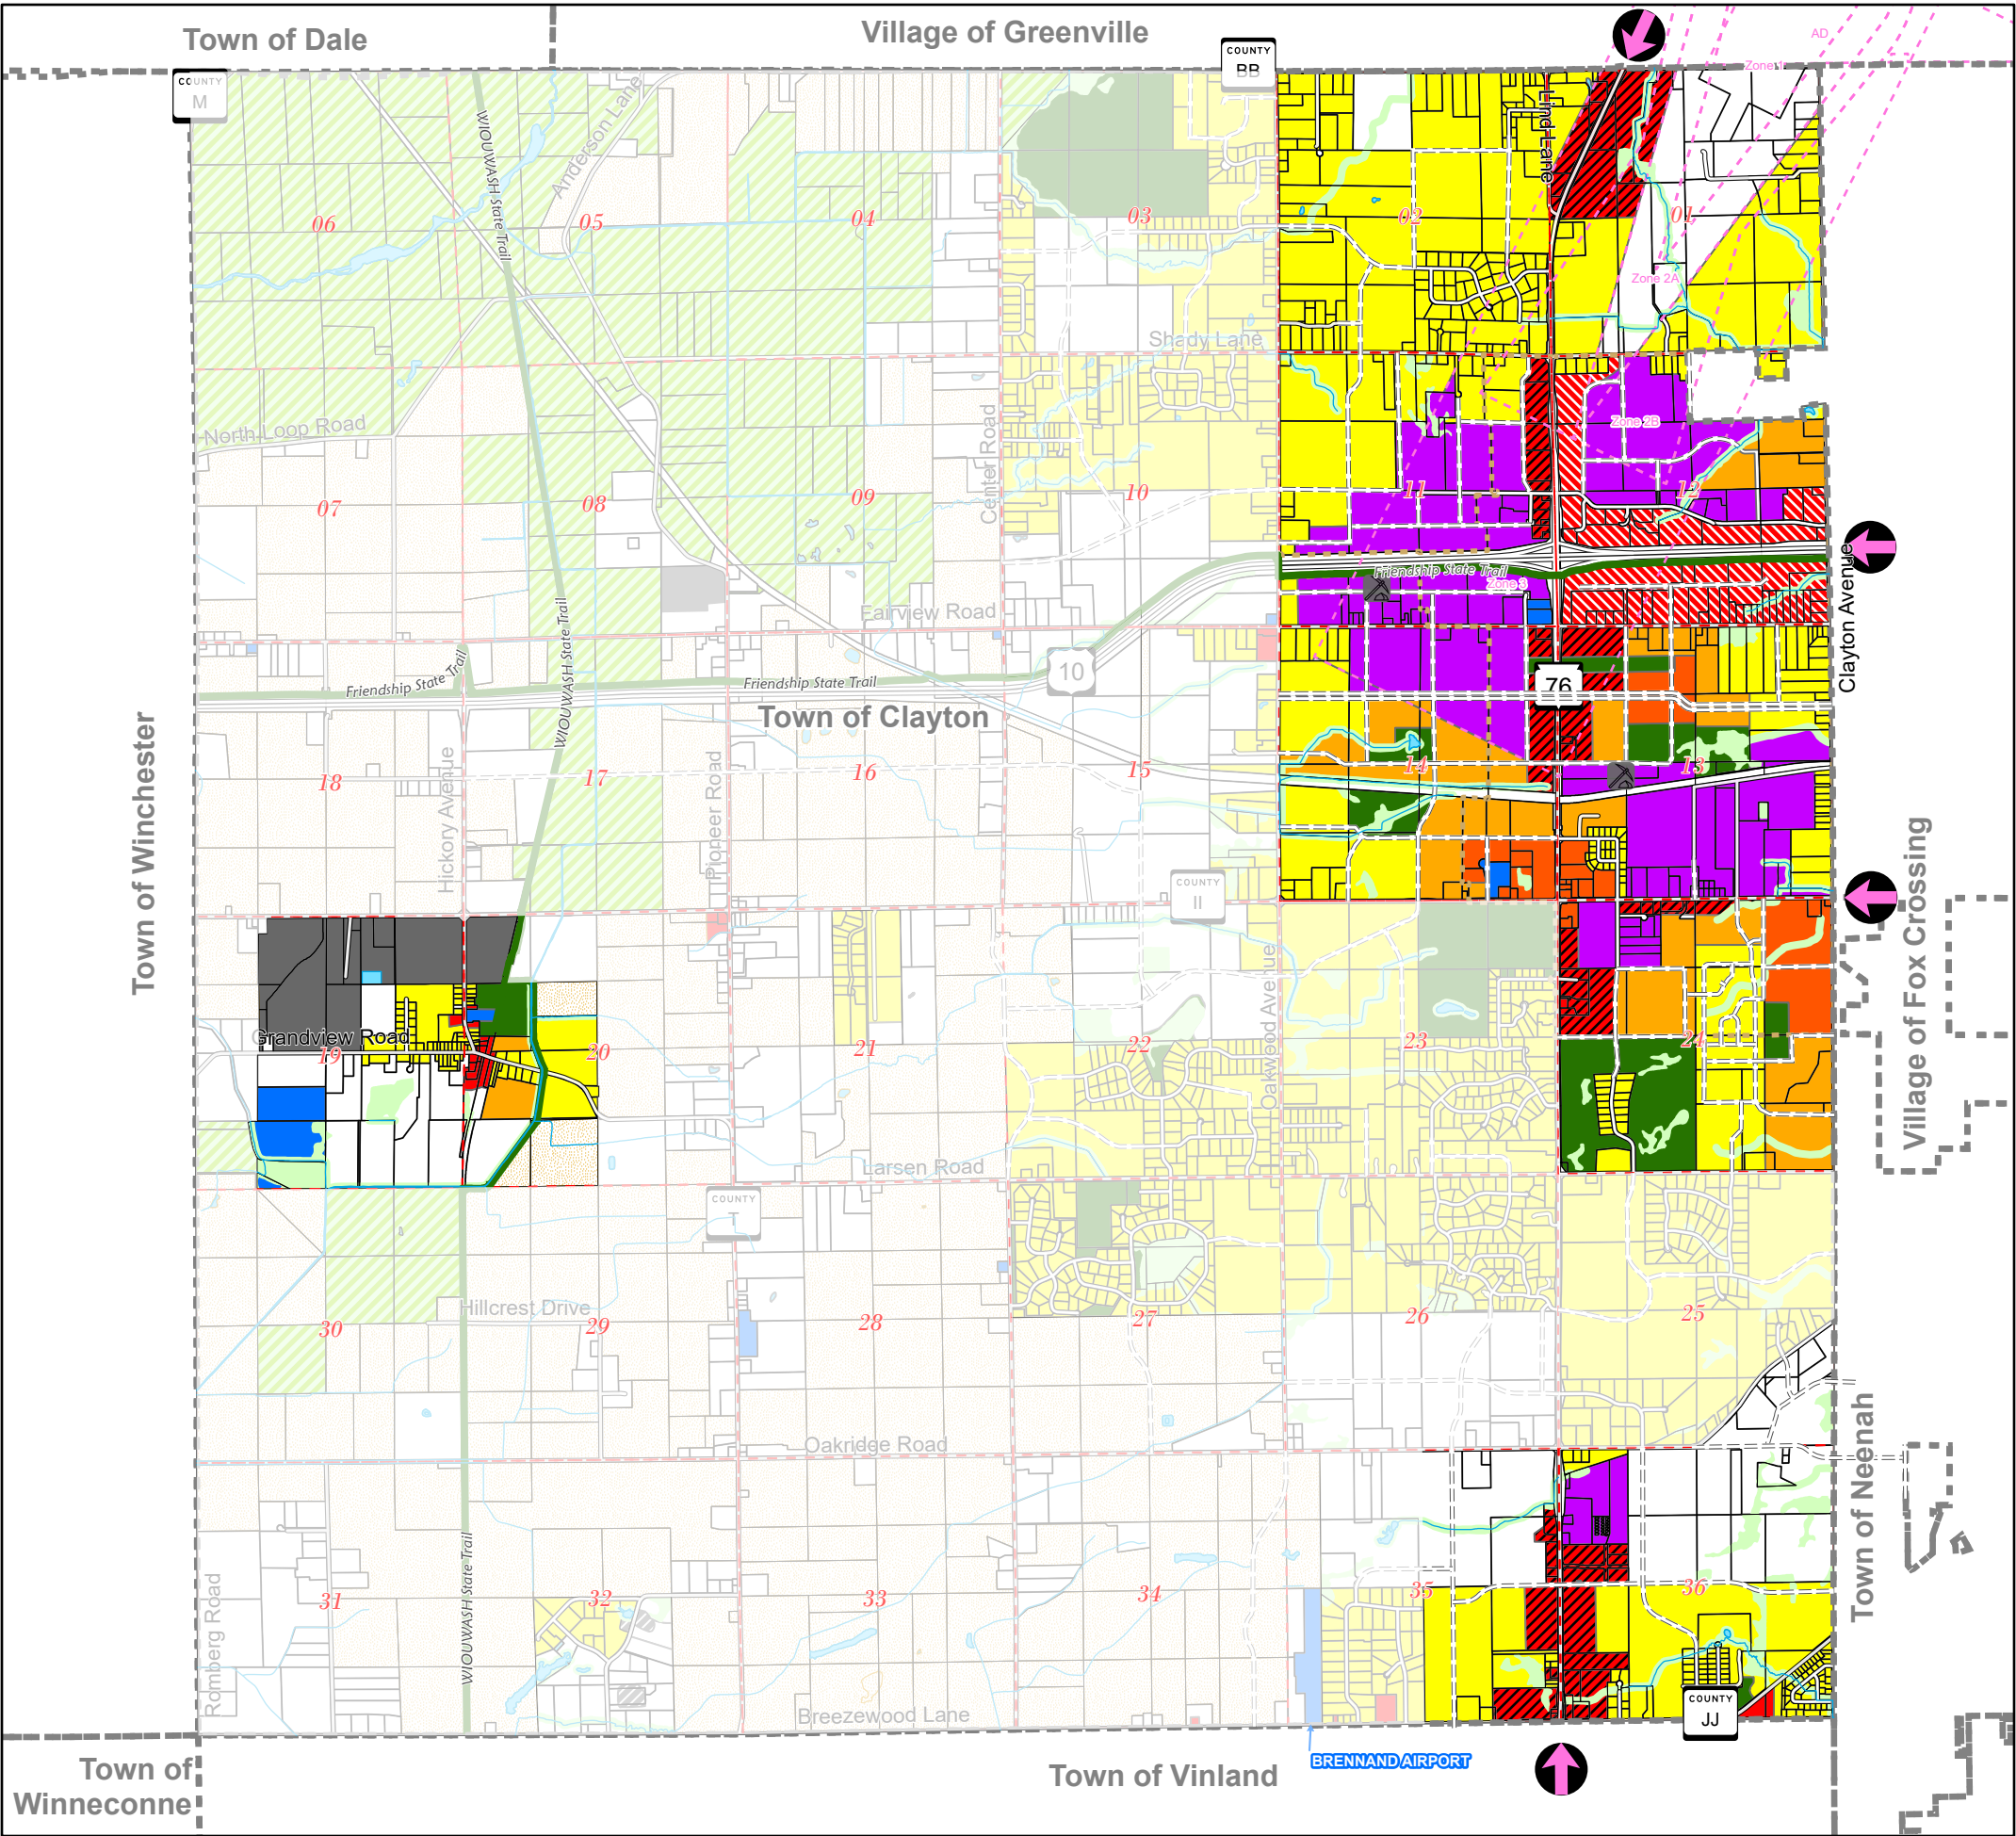 Town of Dale
Village of Greenville
AD
Zone 1
COUNTY
M
COUNTY
BB
WIOUWASH State Trail
Anderson Lane
Lind Lane
06
05
04
03
02
01
Zone 2A
Shady Lane
North Loop Road
Center Road
Zone 2B
07
08
09
10
11
12
Friendship State Trail
Zone 3
Clayton Avenue
Fairview Road
WIOUWASH State Trail
Friendship State Trail
Friendship State Trail
10
76
Town of Clayton
Town of Winchester
Hickory Avenue
Pioneer Road
18
17
16
15
14
13
COUNTY
II
Village of Fox Crossing
Oakwood Avenue
Grandview Road
19
20
21
22
23
24
Larsen Road
COUNTY
T
Hillcrest Drive
30
29
28
27
26
25
Oakridge Road
Town of Neenah
WIOUWASH State Trail
Romberg Road
31
32
33
34
35
36
Breezewood Lane
COUNTY
JJ
BRENNAND AIRPORT
Town of
Winneconne
Town of Vinland